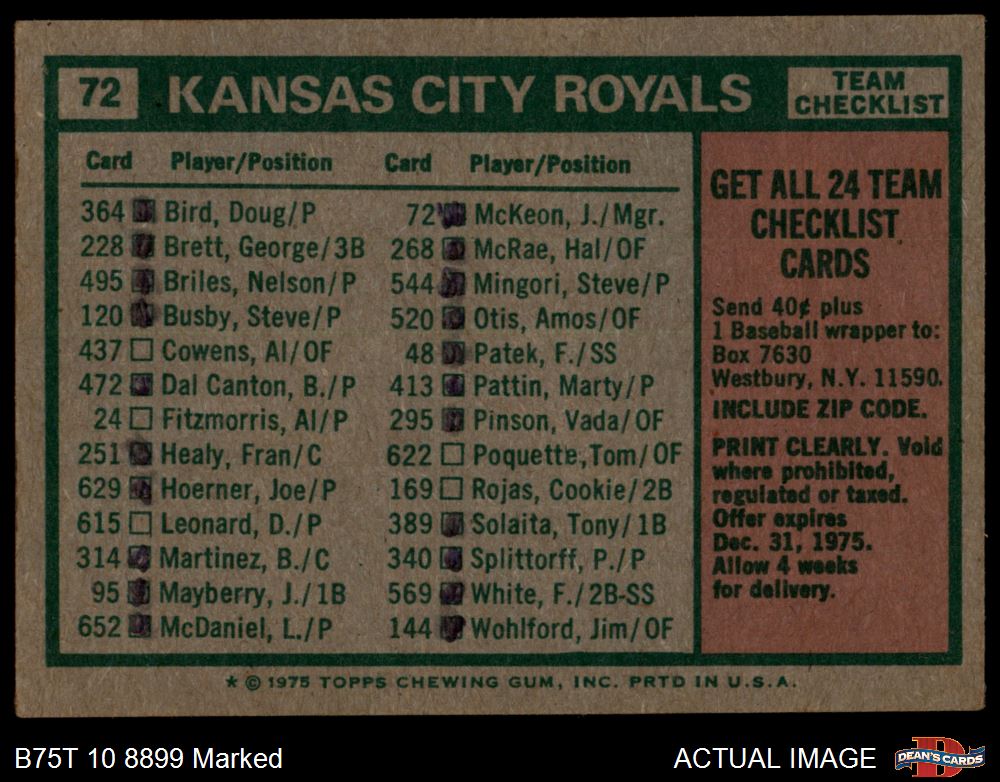 72 KANSAS CITY ROYALS TEAM CHECKLIST
Card Player/Position
364 Bird, Doug/P
228 Brett, George/3B
495 Briles, Nelson/P
120 Busby, Steve/P
437 Cowens, Al/OF
472 Dal Canton, B./P
24 Fitzmorris, Al/P
251 Healy, Fran/C
629 Hoerner, Joe/P
615 Leonard, D./P
314 Martinez, B./C
95 Mayberry, J./1B
652 McDaniel, L./P
Card Player/Position
72 McKeon, J./Mgr.
268 McRae, Hal/OF
544 Mingori, Steve/P
520 Otis, Amos/OF
48 Patek, F./SS
413 Pattin, Marty/P
295 Pinson, Vada/OF
622 Poquette,Tom/OF
169 Rojas, Cookie/2B
389 Solaita, Tony/1B
340 Splittorff, P./P
569 White, F./2B-SS
144 Wohlford, Jim/OF
GET ALL 24 TEAM
CHECKLIST
CARDS
Send 40¢ plus
1 Baseball wrapper to:
Box 7630
Westbury, N.Y. 11590.
INCLUDE ZIP CODE.
PRINT CLEARLY. Void
where prohibited,
regulated or taxed.
Offer expires
Dec. 31, 1975.
Allow 4 weeks
for delivery.
* © 1975 TOPPS CHEWING GUM, INC. PRTD IN U.S.A.
B75T 10 8899 Marked
ACTUAL IMAGE
D
DEAN'S CARDS